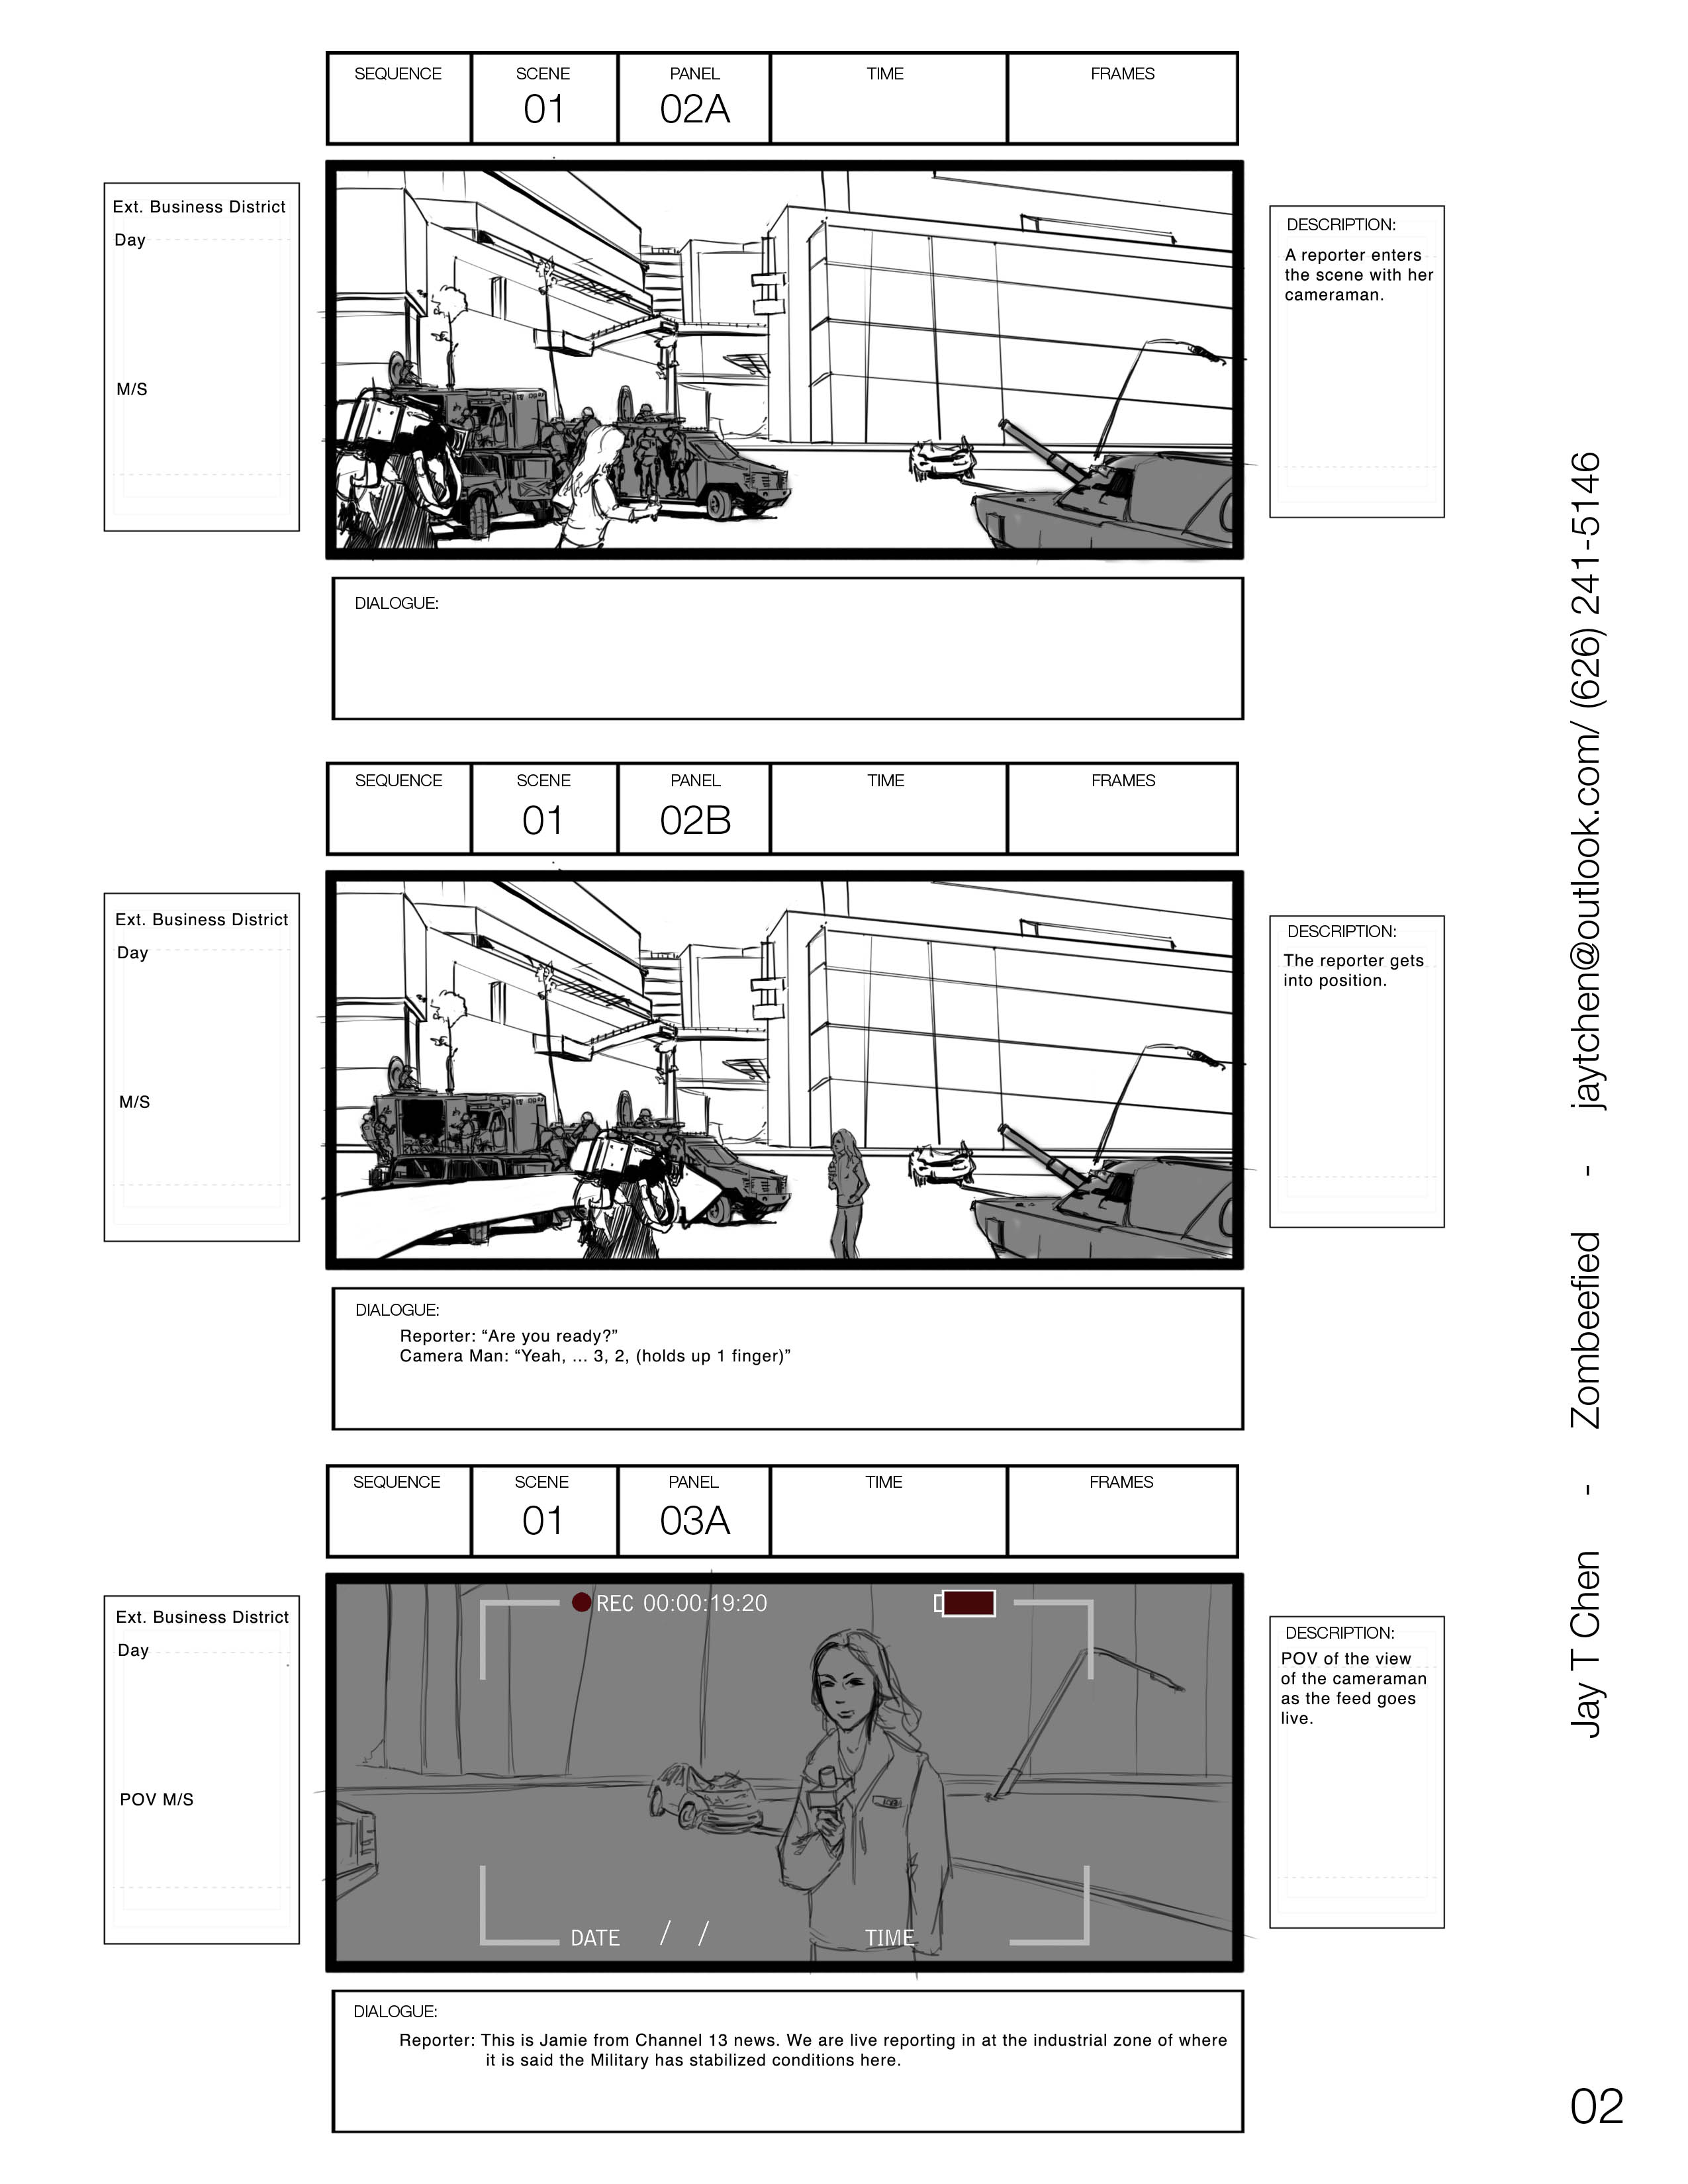 SEQUENCE
SCENE
PANEL
TIME
FRAMES
01
02A
Ext. Business District
Day
M/S
DESCRIPTION:
A reporter enters
the scene with her
cameraman.
DIALOGUE:
SEQUENCE
SCENE
PANEL
TIME
FRAMES
01
02B
Ext. Business District
Day
M/S
DESCRIPTION:
The reporter gets
into position.
DIALOGUE:
Reporter: “Are you ready?”
Camera Man: “Yeah, ... 3, 2, (holds up 1 finger)”
SEQUENCE
SCENE
PANEL
TIME
FRAMES
01
03A
Ext. Business District
Day
POV M/S
REC 00:00:19:20
DATE / / TIME
DESCRIPTION:
POV of the view
of the cameraman
as the feed goes
live.
DIALOGUE:
Reporter: This is Jamie from Channel 13 news. We are live reporting in at the industrial zone of where
it is said the Military has stabilized conditions here.
Jay T Chen - Zombeefied - jaytchen@outlook.com/ (626) 241-5146
02